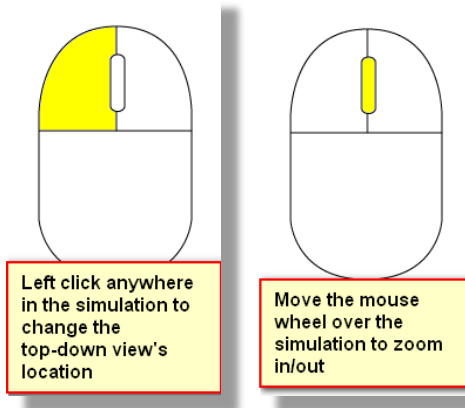 Left click anywhere
in the simulation to
change the
top-down view's
location
Move the mouse
wheel over the
simulation to zoom
in/out